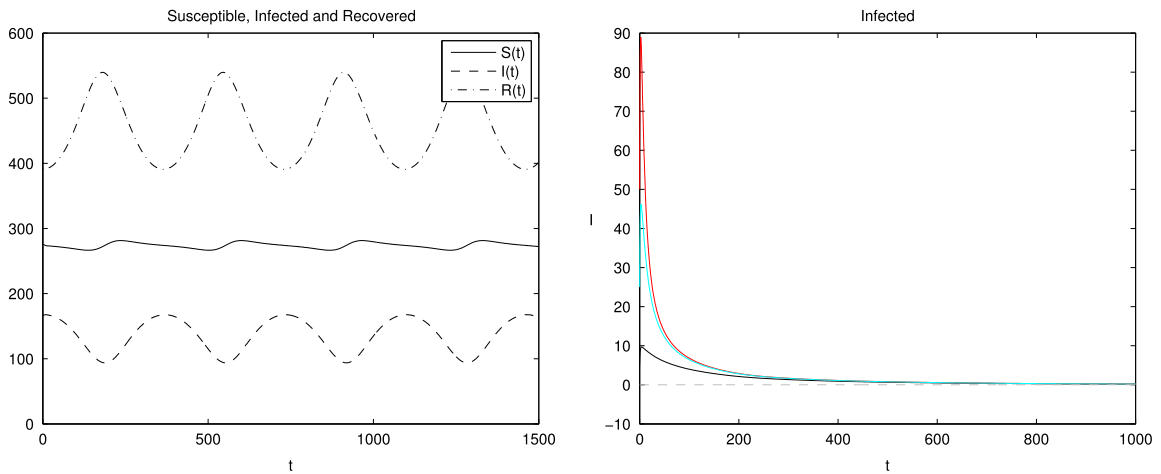 Susceptible, Infected and Recovered
600
500
400
300
200
100
0
0 500 1000 1500
t
S(t)
I(t)
R(t)
Infected
90
80
70
60
50
40
30
20
10
0
−10
I
0 200 400 600 800 1000
t